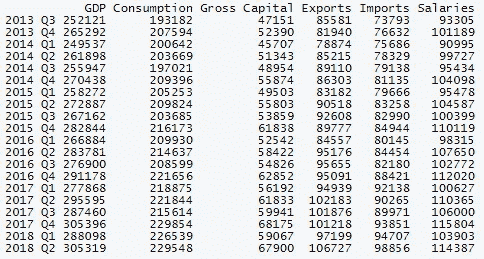 GDP Consumption Gross Capital Exports Imports Salaries
2013 Q3 252121 193182 47151 85581 73793 93305
2013 Q4 265292 207594 52390 81940 76632 101189
2014 Q1 249537 200642 45707 78874 75686 90995
2014 Q2 261898 203669 51343 85215 78329 99727
2014 Q3 255947 197021 48954 89110 79138 95434
2014 Q4 270438 209396 55874 86303 81135 104098
2015 Q1 258272 205253 49503 83182 79666 95478
2015 Q2 272887 209824 55803 90518 83258 104587
2015 Q3 267162 203685 53859 92608 82990 100399
2015 Q4 282844 216173 61838 89777 84944 110119
2016 Q1 266884 209930 52542 84557 80145 98315
2016 Q2 283781 214637 58422 95176 84454 107650
2016 Q3 276900 208599 54826 95655 82180 102772
2016 Q4 291178 221656 62852 95091 88421 112020
2017 Q1 277868 218875 56192 94939 92138 100627
2017 Q2 295595 221844 61833 102183 90265 110365
2017 Q3 287460 215614 59941 101876 89971 106000
2017 Q4 305396 229854 68175 101218 93851 115804
2018 Q1 288098 226539 59067 97199 94707 103903
2018 Q2 305319 229548 67900 106727 98856 114387